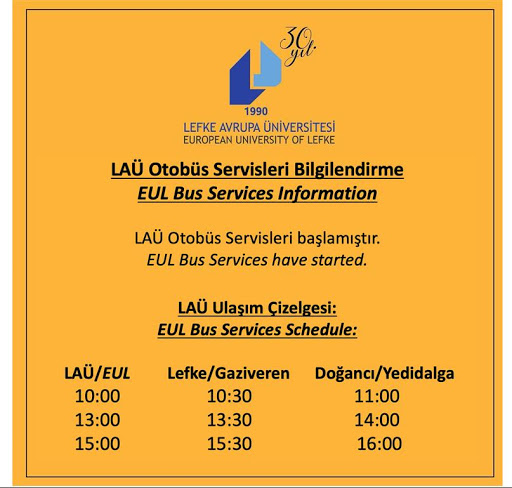 30
yıl.
1990
LEFKE AVRUPA ÜNİVERSİTESİ
EUROPEAN UNIVERSITY OF LEFKE
LAÜ Otobüs Servisleri Bilgilendirme
EUL Bus Services Information
LAÜ Otobüs Servisleri başlamıştır.
EUL Bus Services have started.
LAÜ Ulaşım Çizelgesi:
EUL Bus Services Schedule:
LAÜ/EUL Lefke/Gaziveren Doğancı/Yedidalga
10:00 10:30 11:00
13:00 13:30 14:00
15:00 15:30 16:00